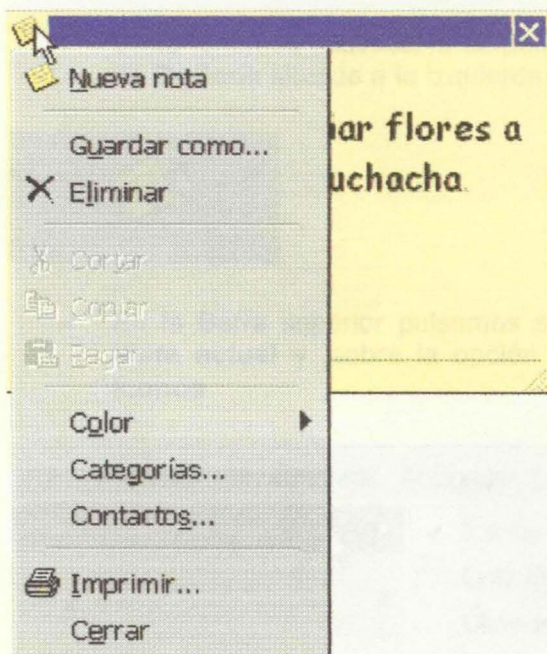 Nueva nota
Guardar como...
Eliminar
Cortar
Copiar
Pegar
Color
Categorías...
Contactos...
Imprimir...
Cerrar
ar flores a
uchacha.